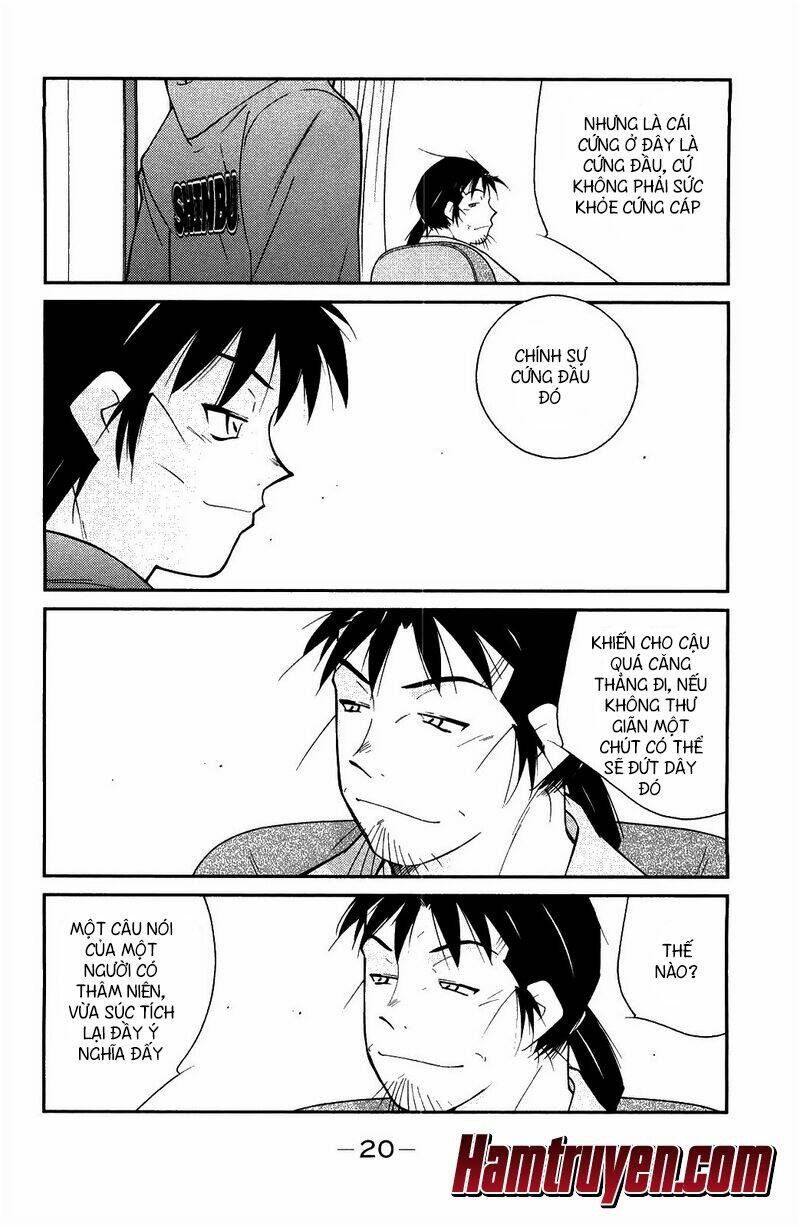 NHƯNG LÀ CÁI
CỨNG Ở ĐÂY LÀ
CỨNG ĐẦU, CỨ
KHÔNG PHẢI SỨC
KHỎE CỨNG CÁP
SHINBU
CHÍNH SỰ
CỨNG ĐẦU
ĐÓ
KHIẾN CHO CẬU
QUÁ CĂNG
THẲNG ĐI, NẾU
KHÔNG THƯ
GIÃN MỘT
CHÚT CÓ THỂ
SẼ ĐỨT DÂY
ĐÓ
THẾ
NÀO?
MỘT CÂU NÓI
CỦA MỘT
NGƯỜI CÓ
THÂM NIÊN,
VỪA SÚC TÍCH
LẠI ĐẦY Ý
NGHĨA ĐẤY
—20—
Hamtruyen.com